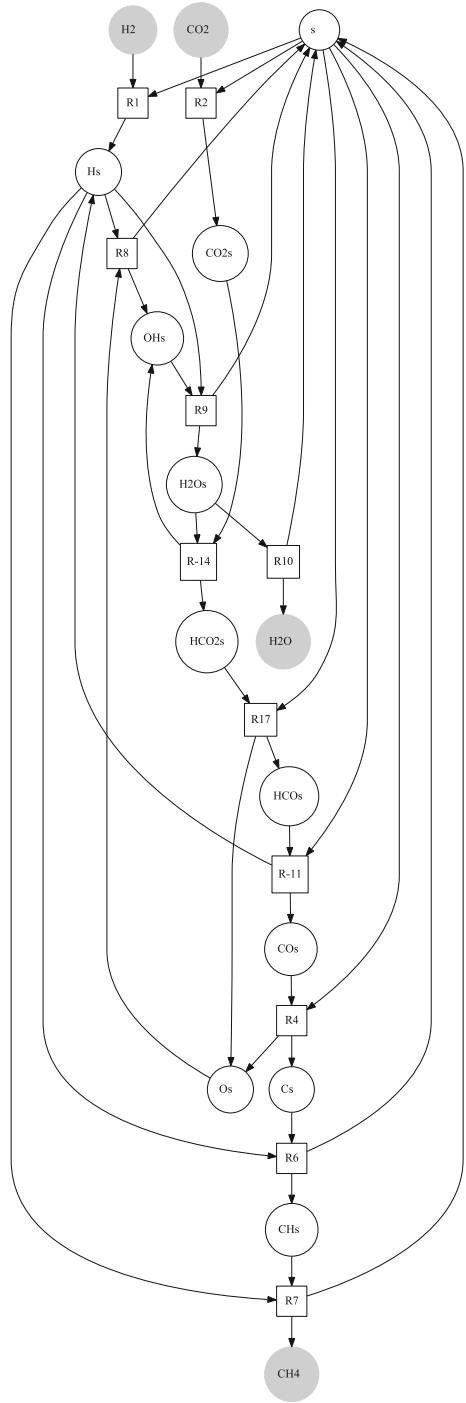 H2
CO2
s
R1
R2
Hs
R8
CO2s
OHs
R9
H2Os
R-14
R10
HCO2s
H2O
R17
HCOs
R-11
COs
R4
Os
Cs
R6
CHs
R7
CH4